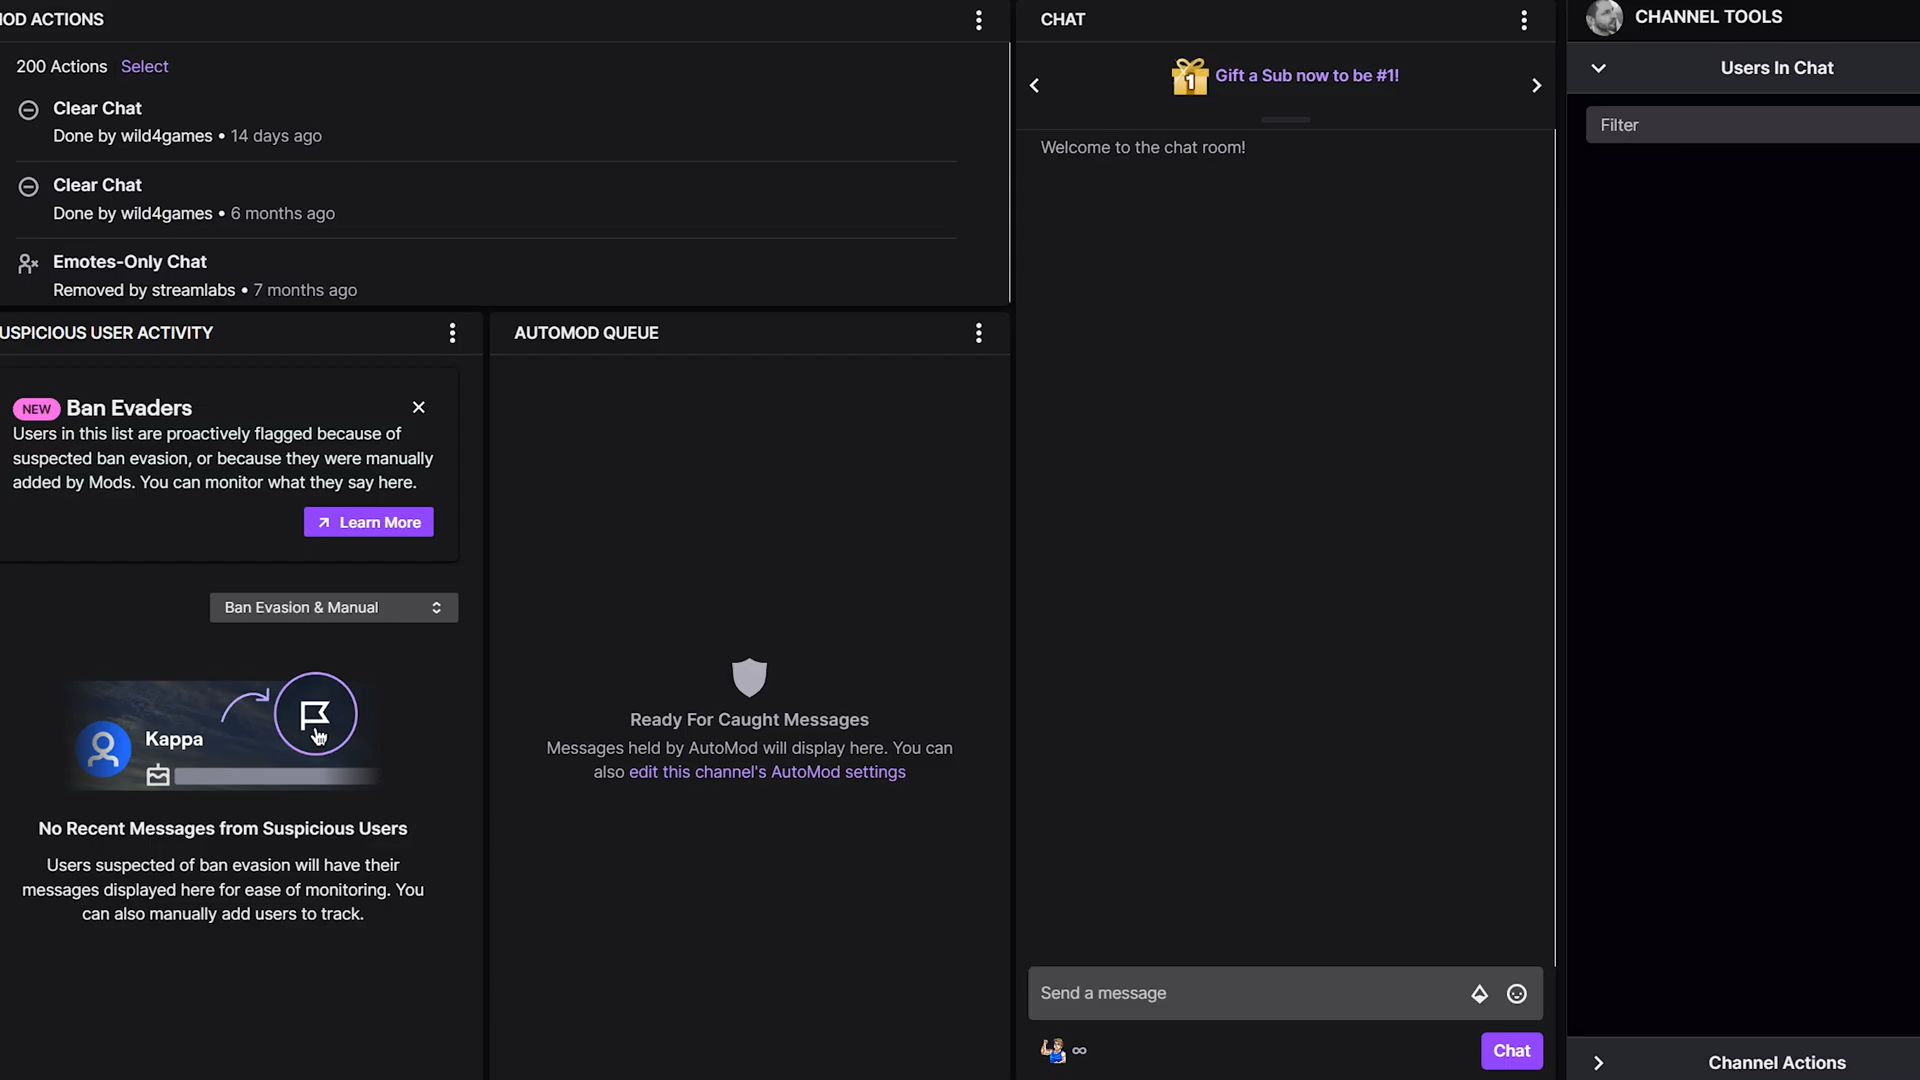 OD ACTIONS
200 Actions Select
Clear Chat
Done by wild4games • 14 days ago
Clear Chat
Done by wild4games • 6 months ago
Emotes-Only Chat
Removed by streamlabs • 7 months ago
USPICIOUS USER ACTIVITY
NEW Ban Evaders
Users in this list are proactively flagged because of
suspected ban evasion, or because they were manually
added by Mods. You can monitor what they say here.
Learn More
Ban Evasion & Manual
Kappa
No Recent Messages from Suspicious Users
Users suspected of ban evasion will have their
messages displayed here for ease of monitoring. You
can also manually add users to track.
AUTOMOD QUEUE
Ready For Caught Messages
Messages held by AutoMod will display here. You can
also edit this channel's AutoMod settings
CHAT
1
Gift a Sub now to be #1!
Welcome to the chat room!
Send a message
∞
Chat
CHANNEL TOOLS
Users In Chat
Filter
Channel Actions